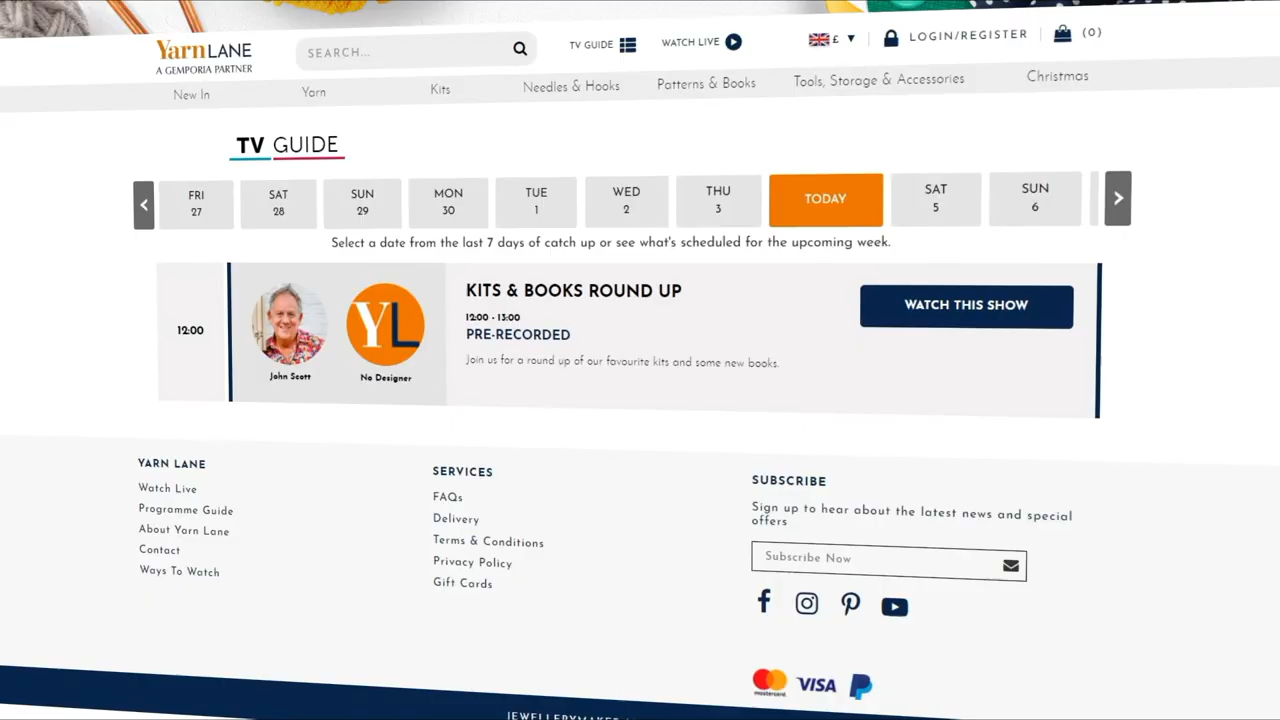 YarnLANE
A GEMPORIA PARTNER
SEARCH...
TV GUIDE
WATCH LIVE
£
LOGIN/REGISTER
(0)
New In
Yarn
Kits
Needles & Hooks
Patterns & Books
Tools, Storage & Accessories
Christmas
TV GUIDE
FRI
27
SAT
28
SUN
29
MON
30
TUE
1
WED
2
THU
3
TODAY
SAT
5
SUN
6
Select a date from the last 7 days of catch up or see what's scheduled for the upcoming week.
12:00
YL
John Scott
No Designer
KITS & BOOKS ROUND UP
12:00 - 13:00
PRE-RECORDED
Join us for a round up of our favourite kits and some new books.
WATCH THIS SHOW
YARN LANE
Watch Live
Programme Guide
About Yarn Lane
Contact
Ways To Watch
SERVICES
FAQs
Delivery
Terms & Conditions
Privacy Policy
Gift Cards
SUBSCRIBE
Sign up to hear about the latest news and special
offers
Subscribe Now
mastercard
VISA
JEWELLERYMAKER